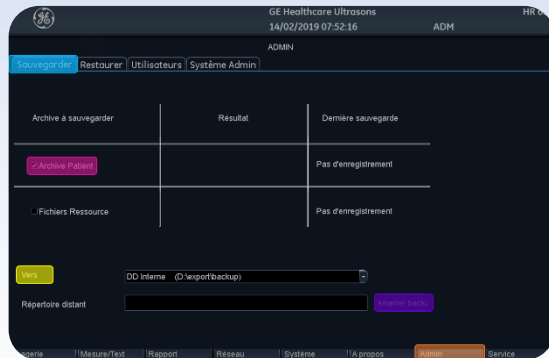 GE Healthcare Ultrasons HR
14/02/2019 07:52:16 ADM
ADMIN
Sauvegarder Restaurer Utilisateurs Système Admin
Archive à sauvegarder Résultat Dernière sauvegarde
Archive Patient Pas d'enregistrement
Fichiers Ressource Pas d'enregistrement
Vers DD Interne (D:\export\backup)
Répertoire distant
Mesure/Text Rapport Réseau Système A propos Admin Service